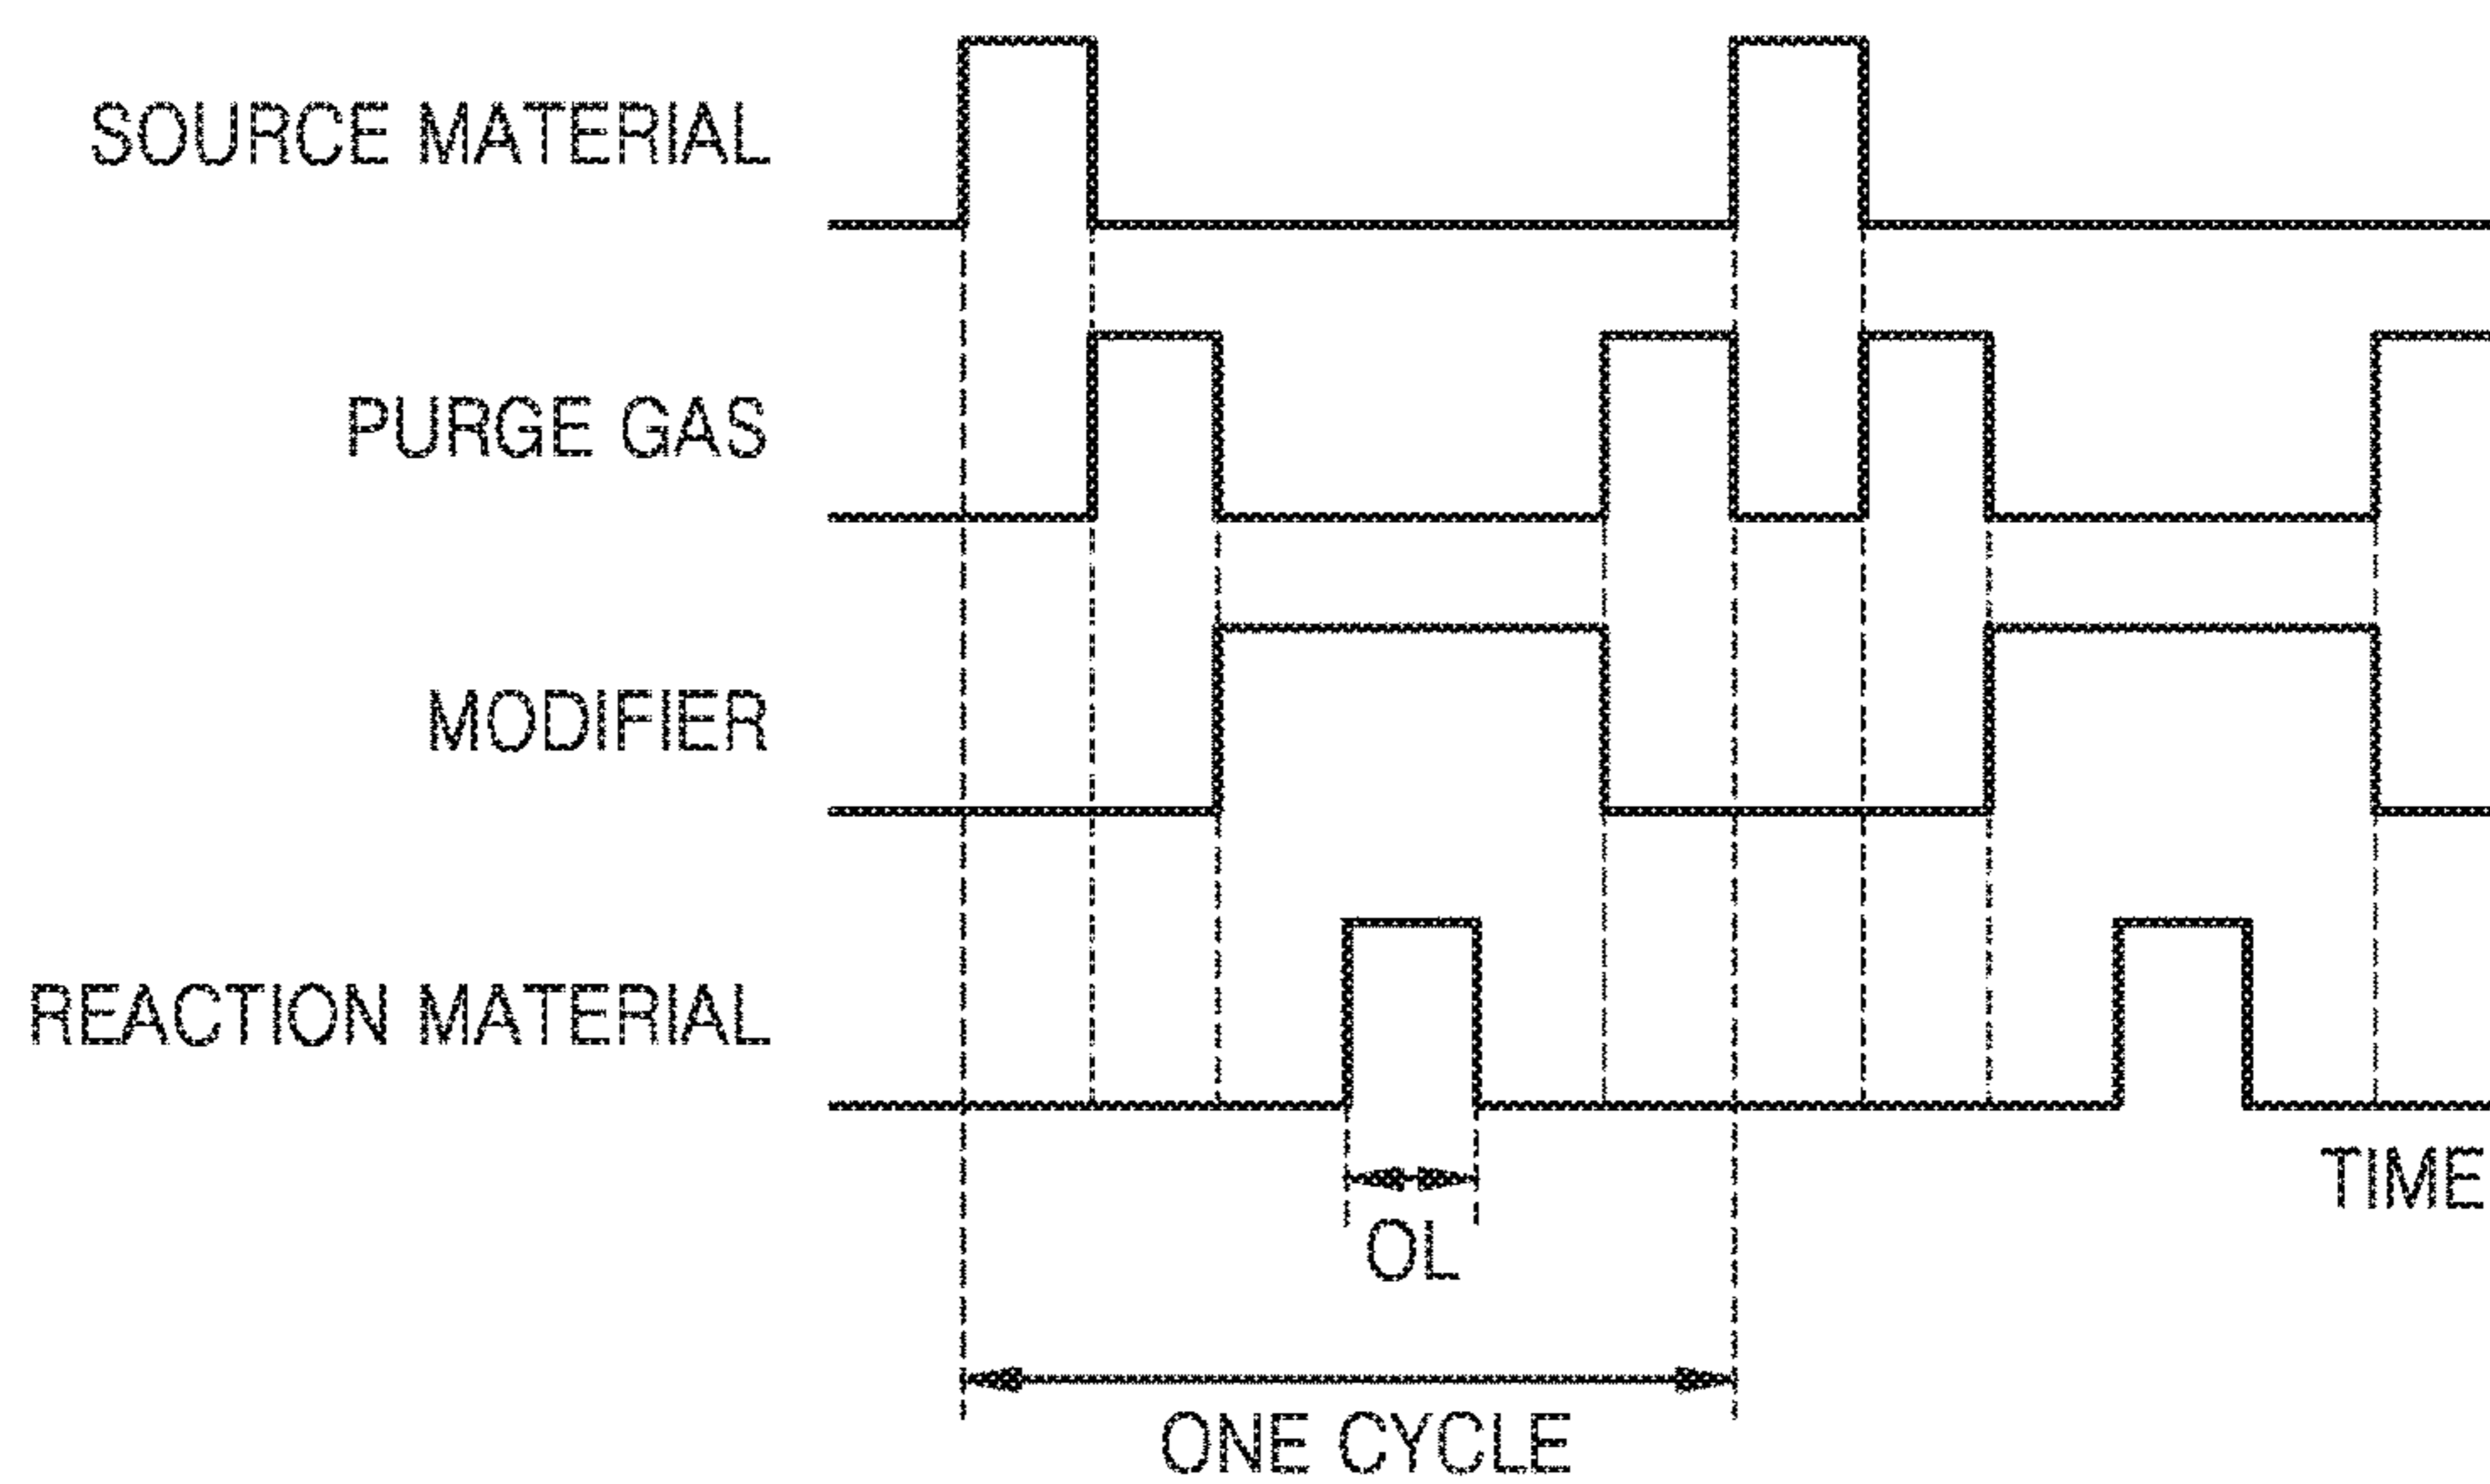 SOURCE MATERIAL
PURGE GAS
MODIFIER
REACTION MATERIAL
TIME
OL
ONE CYCLE